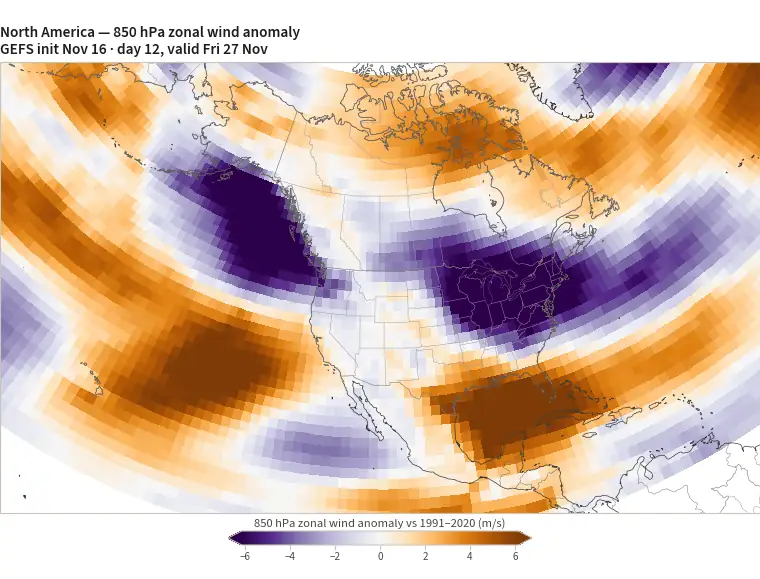 North America — 850 hPa zonal wind anomaly
GEFS init Nov 16 · day 12, valid Fri 27 Nov
850 hPa zonal wind anomaly vs 1991–2020 (m/s)
−6 −4 −2 0 2 4 6